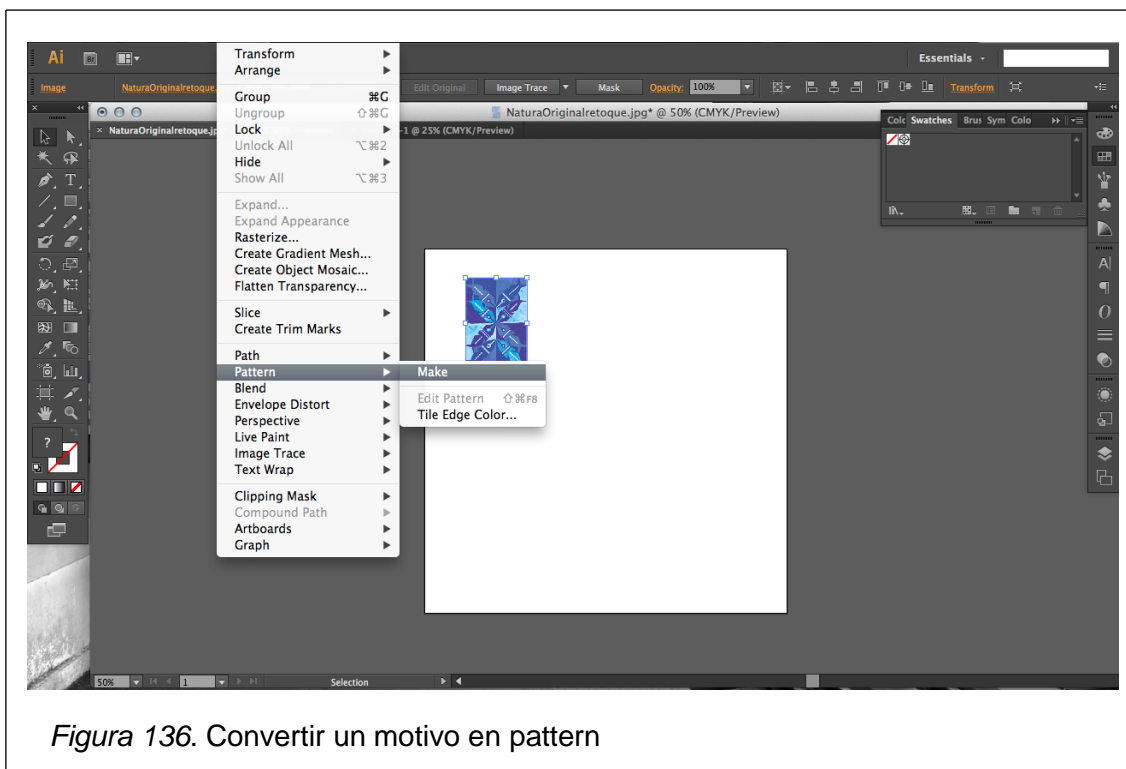 Ai Br Essentials
Image NaturaOriginalretoque. Edit Original Image Trace Mask Opacity: 100% Transform
NaturaOriginalretoque.jpg* @ 50% (CMYK/Preview)
× NaturaOriginalretoque.jp -1 @ 25% (CMYK/Preview)
Colc Swatches Brus Sym Colo
Transform
Arrange
Group ⌘G
Ungroup ⇧⌘G
Lock
Unlock All ⌥⌘2
Hide
Show All ⌥⌘3
Expand...
Expand Appearance
Rasterize...
Create Gradient Mesh...
Create Object Mosaic...
Flatten Transparency...
Slice
Create Trim Marks
Path
Pattern
Blend
Envelope Distort
Perspective
Live Paint
Image Trace
Text Wrap
Clipping Mask
Compound Path
Artboards
Graph
Make
Edit Pattern ⇧⌘F8
Tile Edge Color...
50% 1 Selection
Figura 136. Convertir un motivo en pattern